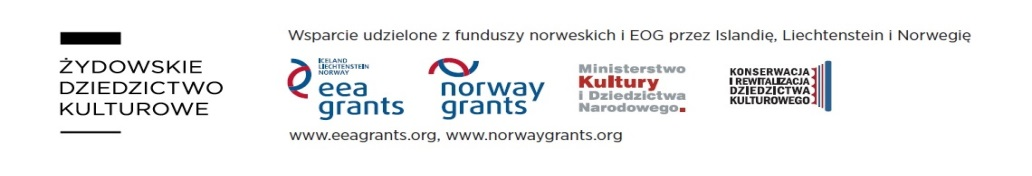 ŻYDOWSKIE
DZIEDZICTWO
KULTUROWE
Wsparcie udzielone z funduszy norweskich i EOG przez Islandię, Liechtenstein i Norwegię
ICELAND
LIECHTENSTEIN
NORWAY
eea
grants
norway
grants
Ministerstwo
Kultury
i Dziedzictwa
Narodowego.
KONSERWACJA
I REWITALIZACJA
DZIEDZICTWA
KULTUROWEGO
www.eeagrants.org, www.norwaygrants.org